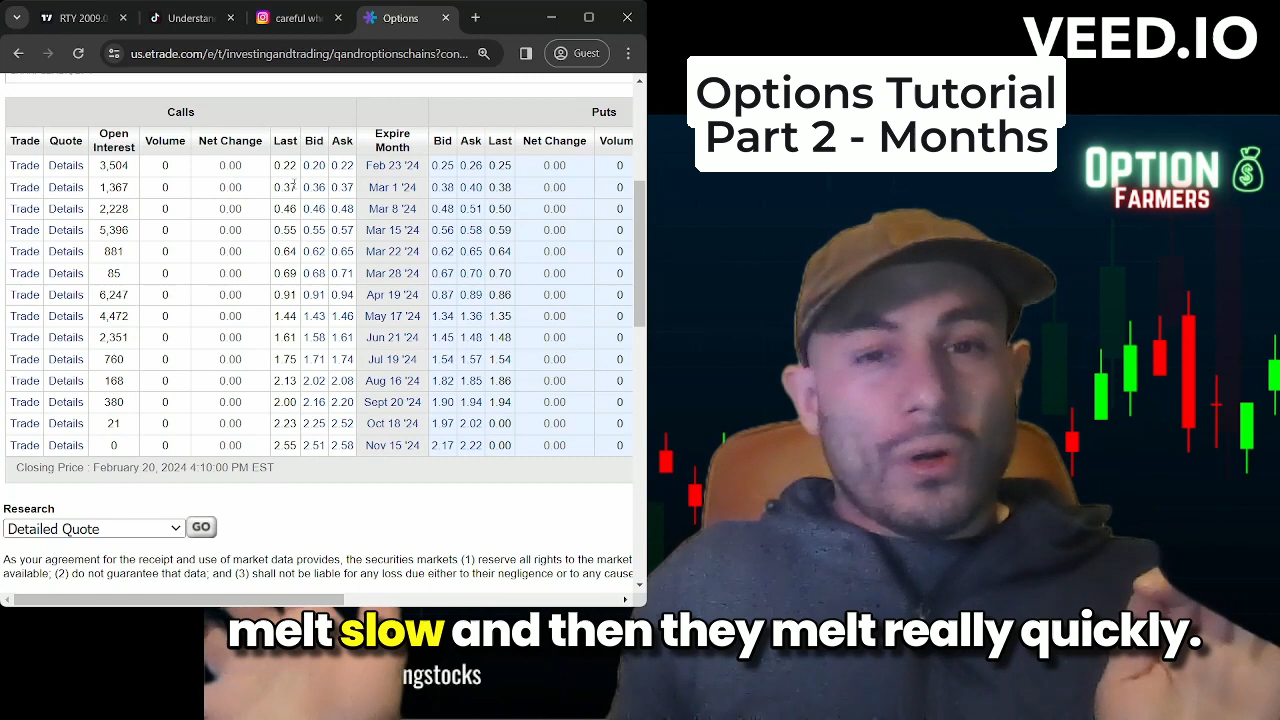 RTY 2009.0
Understan
careful whe
Options
us.etrade.com/e/t/investingandtrading/qandroptionschains?con...
Guest
VEED.IO
Options Tutorial
Part 2 - Months
OPTION
FARMERS
Calls Puts
Trade Quote Open Interest Volume Net Change Last Bid Ask Expire Month Bid Ask Last Net Change Volum
Trade Details 0 0.00 0.22 0.20 0.22 Feb 23 '24 0.25 0.26 0.25 0.00 0
Trade Details 1,367 0 0.00 0.36 0.37 Mar 1 '24 0.38 0.40 0.38 0.00 0
Trade Details 2,228 0 0.00 0.46 0.46 0.48 Mar 8 '24 0.48 0.50 0.50 0.00 0
Trade Details 5,396 0 0.00 0.55 0.55 0.57 Mar 15 '24 0.56 0.58 0.59 0.00 0
Trade Details 881 0 0.00 0.64 0.62 0.65 Mar 22 '24 0.62 0.65 0.64 0.00 0
Trade Details 85 0 0.00 0.69 0.68 0.71 Mar 28 '24 0.67 0.70 0.70 0.00 0
Trade Details 6,247 0 0.00 0.91 0.91 0.94 Apr 19 '24 0.87 0.89 0.86 0.00 0
Trade Details 4,472 0 0.00 1.44 1.43 1.46 May 17 '24 1.34 1.36 1.35 0.00 0
Trade Details 2,351 0 0.00 1.61 1.58 1.61 Jun 21 '24 1.45 1.48 1.48 0.00 0
Trade Details 760 0 0.00 1.75 1.71 1.74 Jul 19 '24 1.54 1.57 1.54 0.00 0
Trade Details 168 0 0.00 2.13 2.02 2.08 Aug 16 '24 1.82 1.85 1.86 0.00 0
Trade Details 380 0 0.00 2.00 2.16 2.20 Sept 20 '24 1.90 1.94 1.94 0.00 0
Trade Details 21 0 0.00 2.23 2.25 2.52 Oct 18 '24 1.97 2.02 0.00 0.00 0
Trade Details 0 0 0.00 2.55 2.51 2.58 Nov 15 '24 2.17 2.22 0.00 0.00 0
Closing Price : February 20, 2024 4:10:00 PM EST
Research
Detailed Quote GO
As your agreement for the receipt and use of market data provides, the securities markets (1) reserve all rights to the market
available; (2) do not guarantee that data; and (3) shall not be liable for any loss due either to their negligence or to any cause
melt slow and then they melt really quickly.
ngstocks